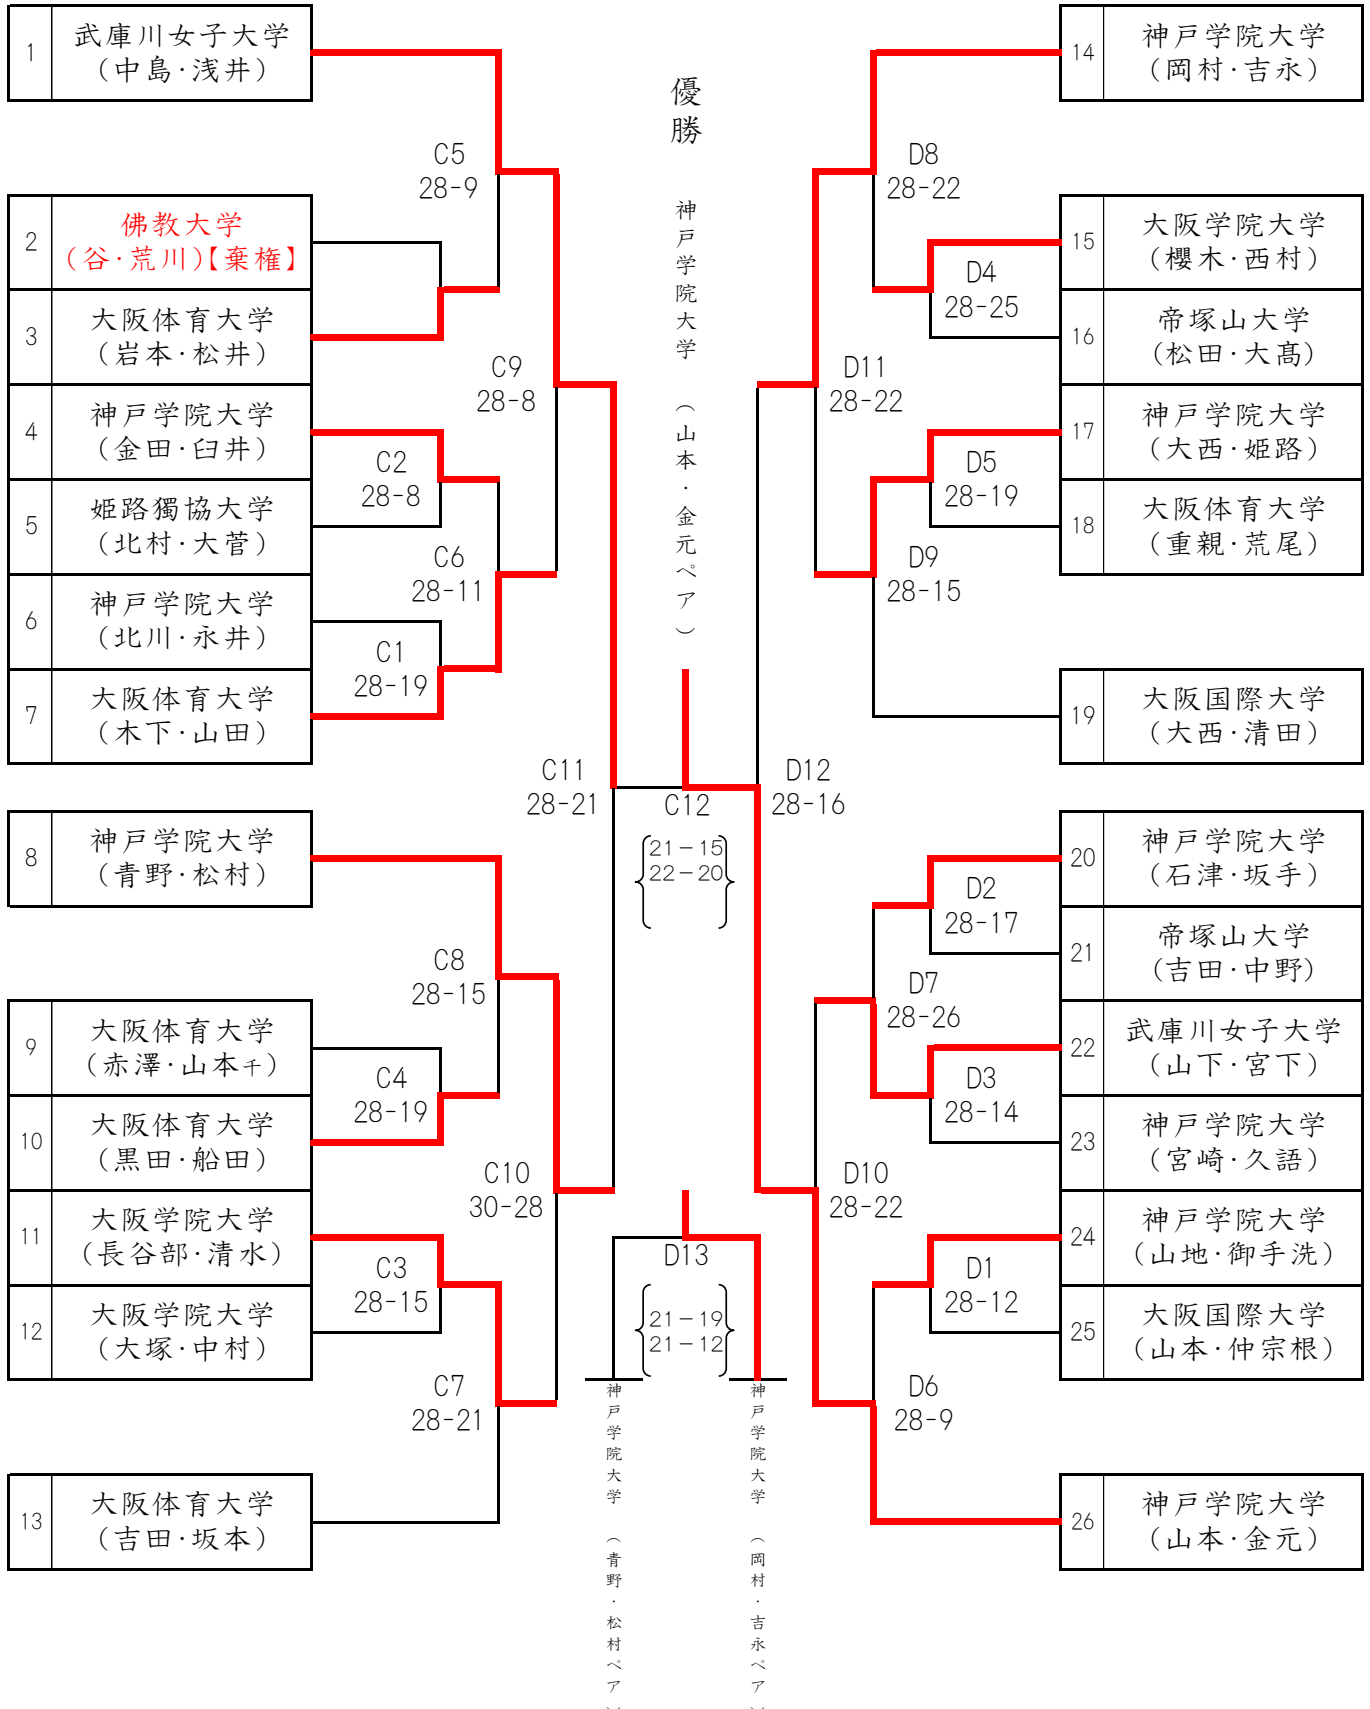 1
武庫川女子大学
（中島・浅井）
2
佛教大学
（谷・荒川）【棄権】
3
大阪体育大学
（岩本・松井）
4
神戸学院大学
（金田・臼井）
5
姫路獨協大学
（北村・大菅）
6
神戸学院大学
（北川・永井）
7
大阪体育大学
（木下・山田）
8
神戸学院大学
（青野・松村）
9
大阪体育大学
（赤澤・山本千）
10
大阪体育大学
（黒田・船田）
11
大阪学院大学
（長谷部・清水）
12
大阪学院大学
（大塚・中村）
13
大阪体育大学
（吉田・坂本）
C5
28-9
C2
28-8
C6
28-11
C1
28-19
C9
28-8
C8
28-15
C4
28-19
C3
28-15
C7
28-21
C10
30-28
C11
28-21
優勝
神戸学院大学（山本・金元ペア）
C12
21－15
22－20
D13
21－19
21－12
神戸学院大学（青野・松村ペア）
神戸学院大学（岡村・吉永ペア）
D8
28-22
D4
28-25
D11
28-22
D5
28-19
D9
28-15
D12
28-16
D2
28-17
D7
28-26
D3
28-14
D10
28-22
D1
28-12
D6
28-9
14
神戸学院大学
（岡村・吉永）
15
大阪学院大学
（櫻木・西村）
16
帝塚山大学
（松田・大髙）
17
神戸学院大学
（大西・姫路）
18
大阪体育大学
（重親・荒尾）
19
大阪国際大学
（大西・清田）
20
神戸学院大学
（石津・坂手）
21
帝塚山大学
（吉田・中野）
22
武庫川女子大学
（山下・宮下）
23
神戸学院大学
（宮崎・久語）
24
神戸学院大学
（山地・御手洗）
25
大阪国際大学
（山本・仲宗根）
26
神戸学院大学
（山本・金元）